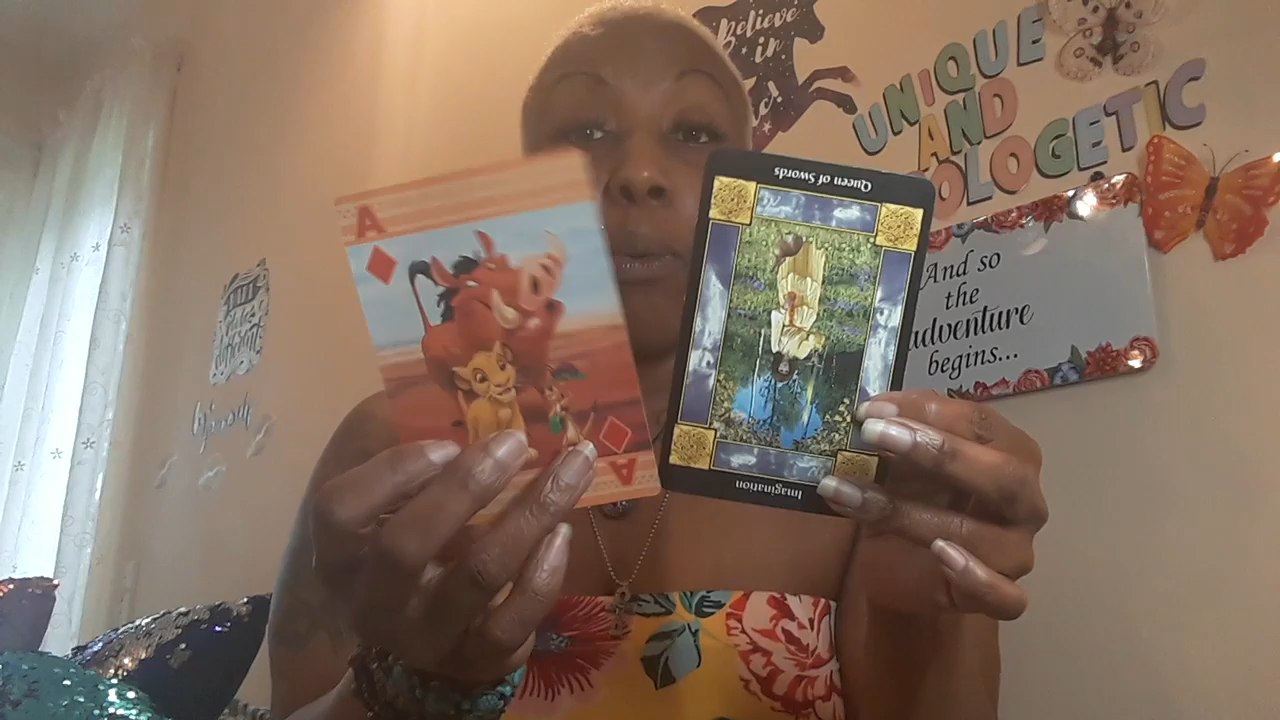 Believe
in
UNIQUE
AND
OLOGETIC
And so
the
adventure
begins...
A
A
Queen of Swords
Imagination